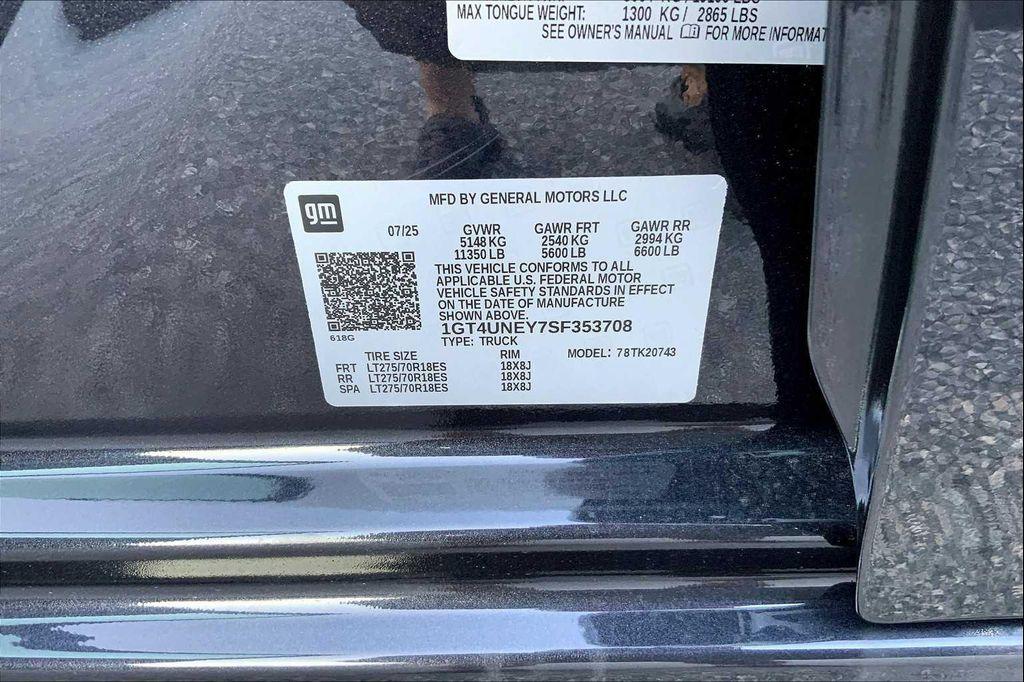 MAX TONGUE WEIGHT: 1300 KG / 2865 LBS
SEE OWNER'S MANUAL FOR MORE INFORMAT
gm
MFD BY GENERAL MOTORS LLC
07/25 GVWR GAWR FRT GAWR RR
5148 KG 2540 KG 2994 KG
11350 LB 5600 LB 6600 LB
THIS VEHICLE CONFORMS TO ALL
APPLICABLE U.S. FEDERAL MOTOR
VEHICLE SAFETY STANDARDS IN EFFECT
ON THE DATE OF MANUFACTURE
SHOWN ABOVE.
618G
1GT4UNEY7SF353708
TYPE: TRUCK
TIRE SIZE RIM MODEL: 78TK20743
FRT LT275/70R18ES 18X8J
RR LT275/70R18ES 18X8J
SPA LT275/70R18ES 18X8J